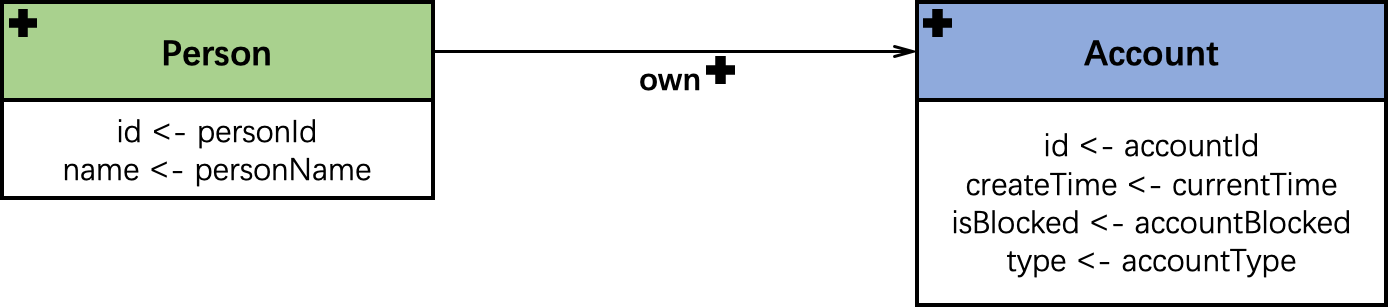 Person
id <- personId
name <- personName
own
Account
id <- accountId
createTime <- currentTime
isBlocked <- accountBlocked
type <- accountType